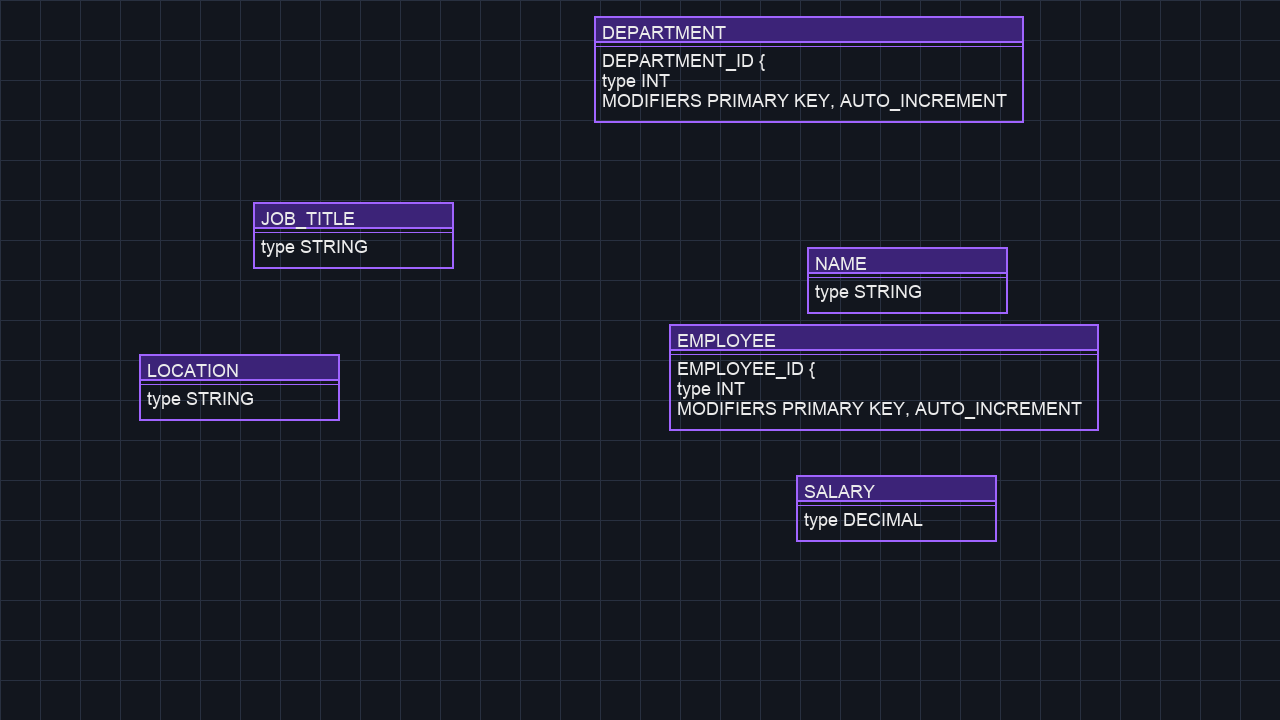 DEPARTMENT
DEPARTMENT_ID {
type INT
MODIFIERS PRIMARY KEY, AUTO_INCREMENT
JOB_TITLE
type STRING
NAME
type STRING
EMPLOYEE
EMPLOYEE_ID {
type INT
MODIFIERS PRIMARY KEY, AUTO_INCREMENT
LOCATION
type STRING
SALARY
type DECIMAL